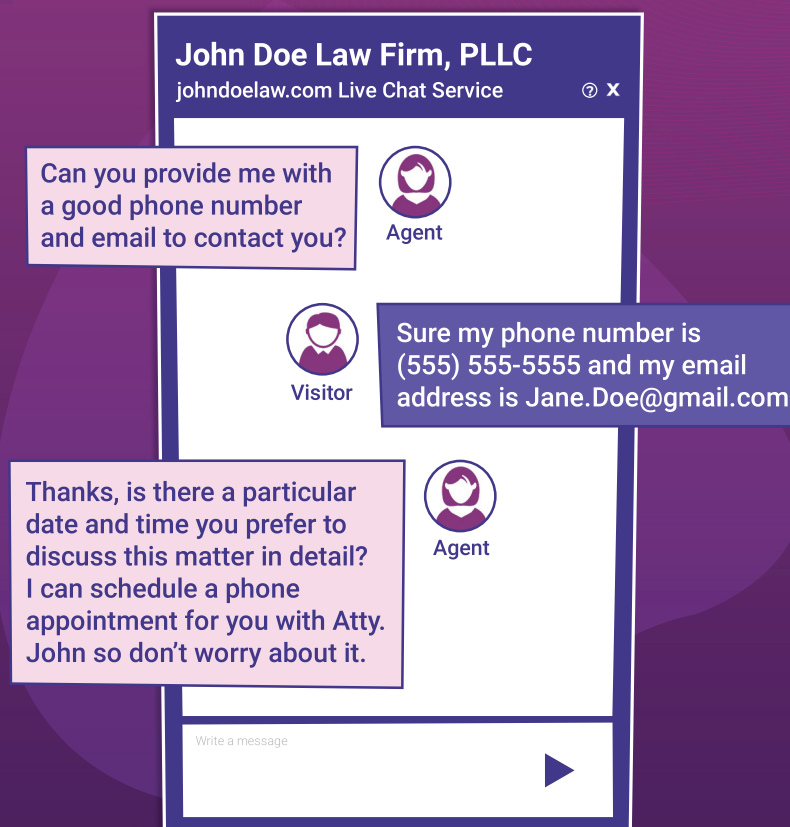 John Doe Law Firm, PLLC
johndoelaw.com Live Chat Service
? X
Can you provide me with
a good phone number
and email to contact you?
Agent
Sure my phone number is
(555) 555-5555 and my email
address is Jane.Doe@gmail.com
Visitor
Thanks, is there a particular
date and time you prefer to
discuss this matter in detail?
I can schedule a phone
appointment for you with Atty.
John so don’t worry about it.
Agent
Write a message